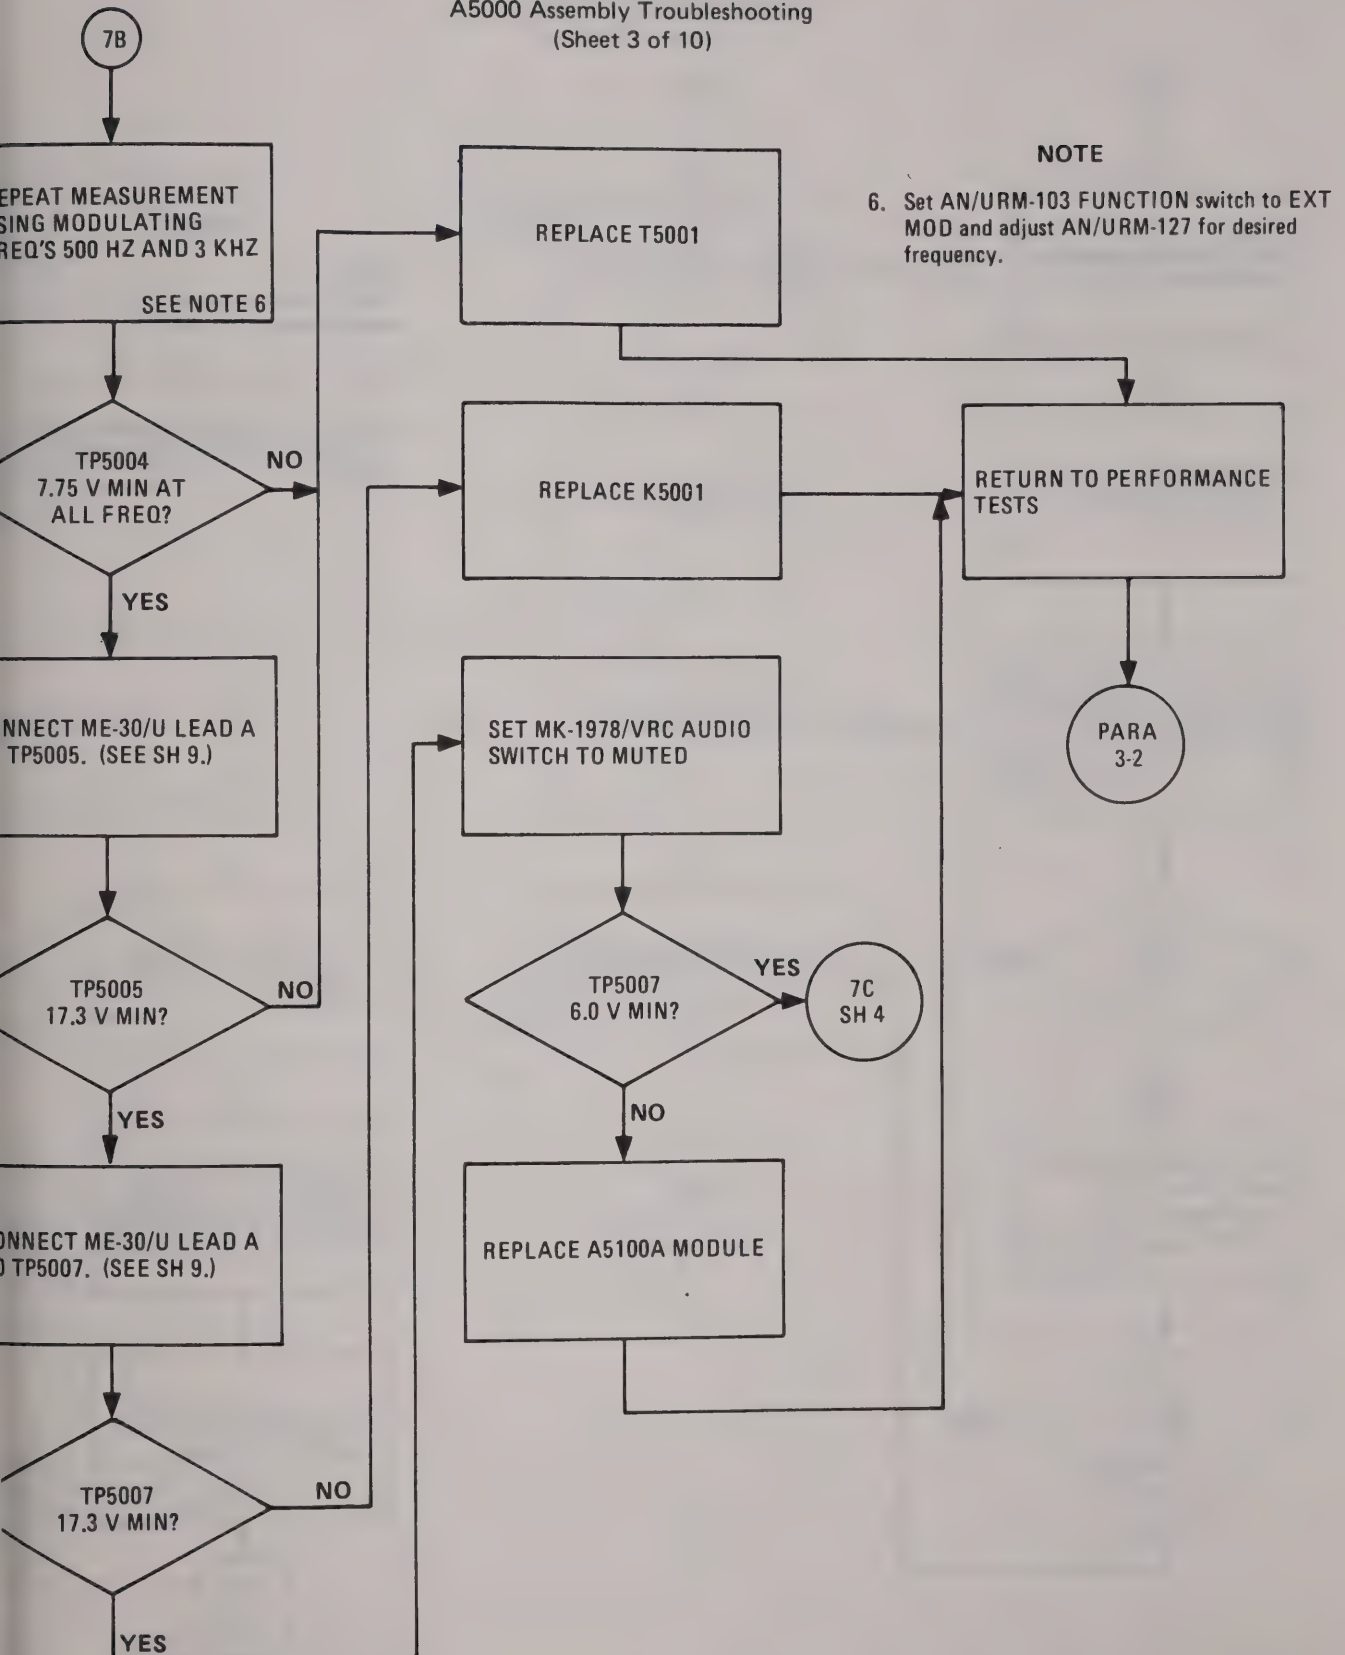 A5000 Assembly Troubleshooting
(Sheet 3 of 10)
7B
EPEAT MEASUREMENT
SING MODULATING
REQ'S 500 HZ AND 3 KHZ
SEE NOTE 6
TP5004
7.75 V MIN AT
ALL FREQ?
NO
YES
NNECT ME-30/U LEAD A
TP5005. (SEE SH 9.)
TP5005
17.3 V MIN?
NO
YES
ONNECT ME-30/U LEAD A
O TP5007. (SEE SH 9.)
TP5007
17.3 V MIN?
NO
YES
REPLACE T5001
REPLACE K5001
SET MK-1978/VRC AUDIO
SWITCH TO MUTED
TP5007
6.0 V MIN?
YES
7C
SH 4
NO
REPLACE A5100A MODULE
NOTE
6. Set AN/URM-103 FUNCTION switch to EXT
MOD and adjust AN/URM-127 for desired
frequency.
RETURN TO PERFORMANCE
TESTS
PARA
3-2